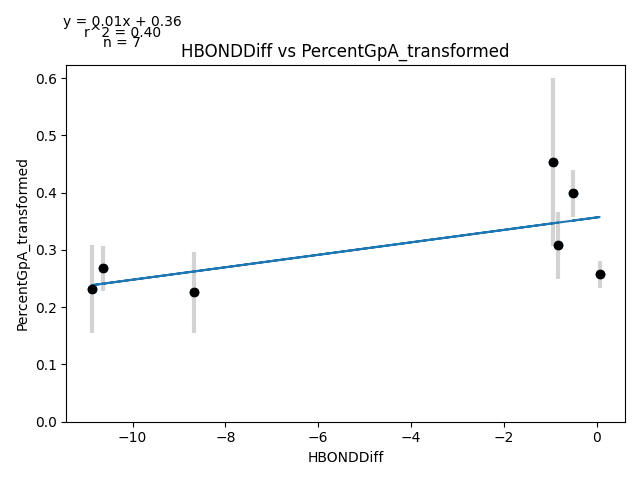 y = 0.01x + 0.36
r^2 = 0.40
n = 7
HBONDDiff vs PercentGpA_transformed
PercentGpA_transformed
0.6
0.5
0.4
0.3
0.2
0.1
0.0
−10
−8
−6
−4
−2
0
HBONDDiff